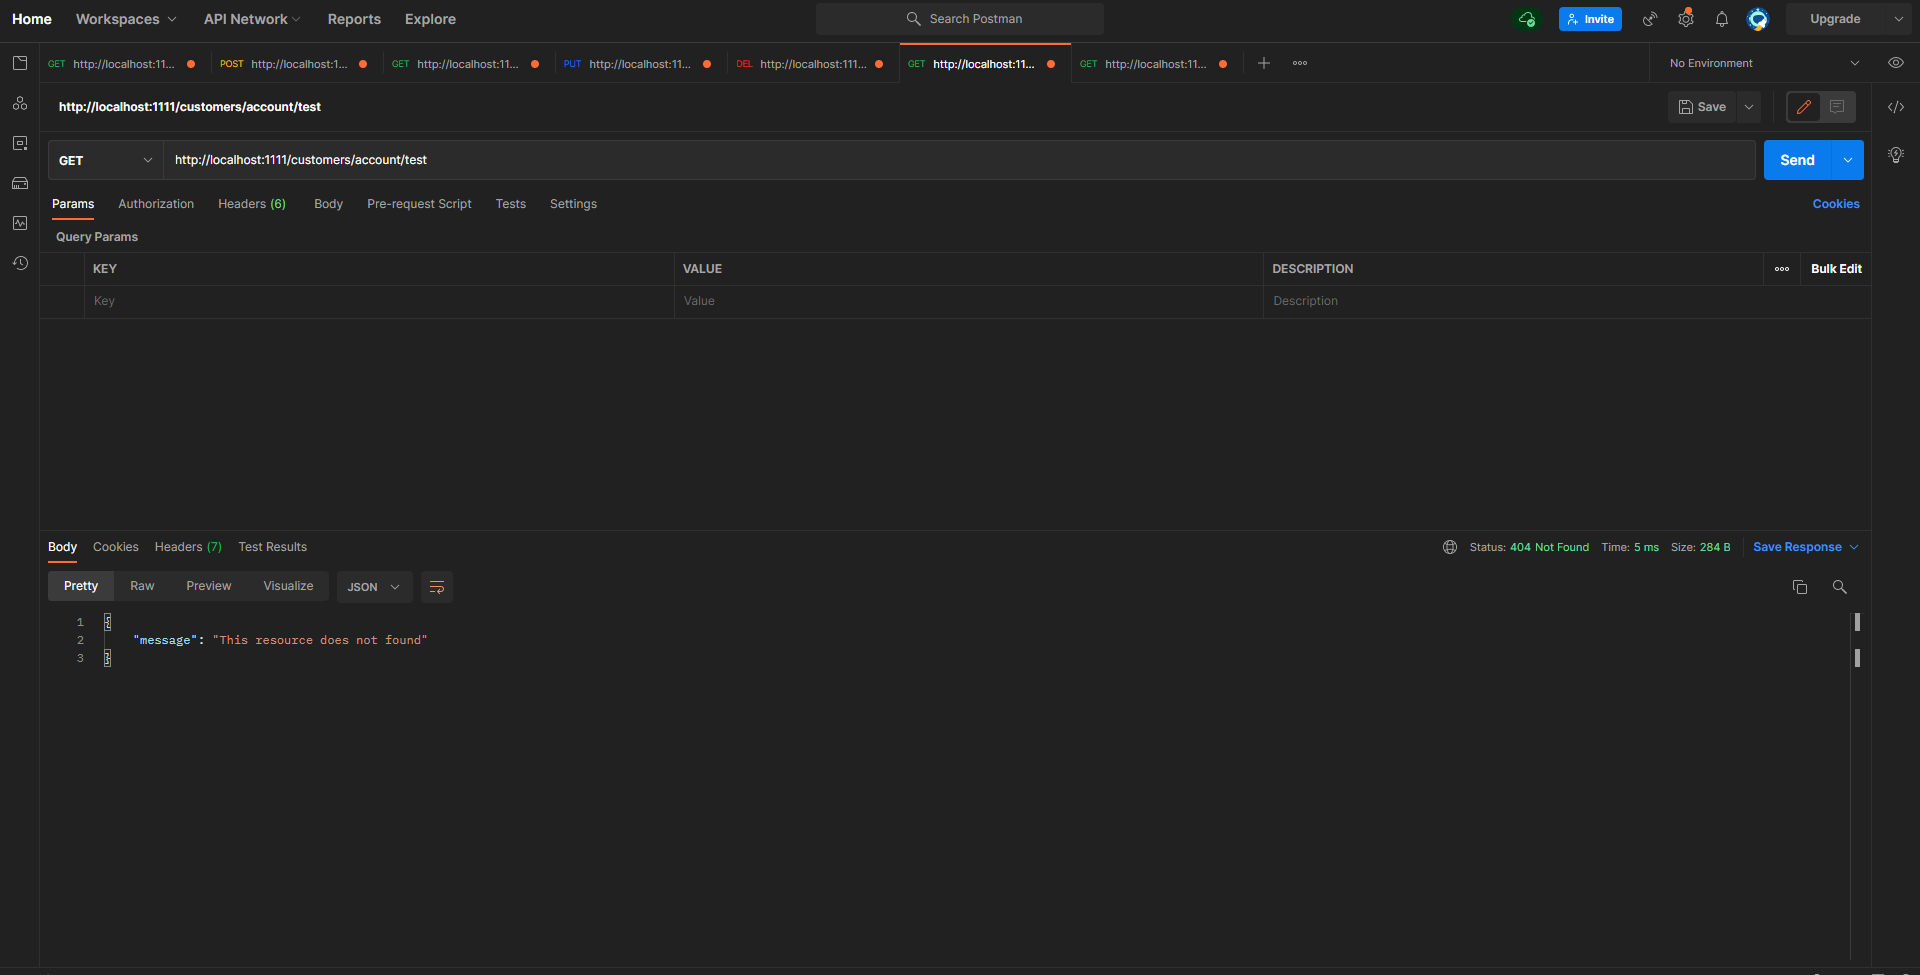 Home Workspaces API Network Reports Explore Search Postman Invite Upgrade
GET http://localhost:11... POST http://localhost:1... GET http://localhost:11... PUT http://localhost:11... DEL http://localhost:111... GET http://localhost:11... GET http://localhost:11... No Environment
http://localhost:1111/customers/account/test Save
GET http://localhost:1111/customers/account/test Send
Params Authorization Headers (6) Body Pre-request Script Tests Settings Cookies
Query Params
KEY VALUE DESCRIPTION Bulk Edit
Key Value Description
Body Cookies Headers (7) Test Results Status: 404 Not Found Time: 5 ms Size: 284 B Save Response
Pretty Raw Preview Visualize JSON
1 {
2 "message": "This resource does not found"
3 }